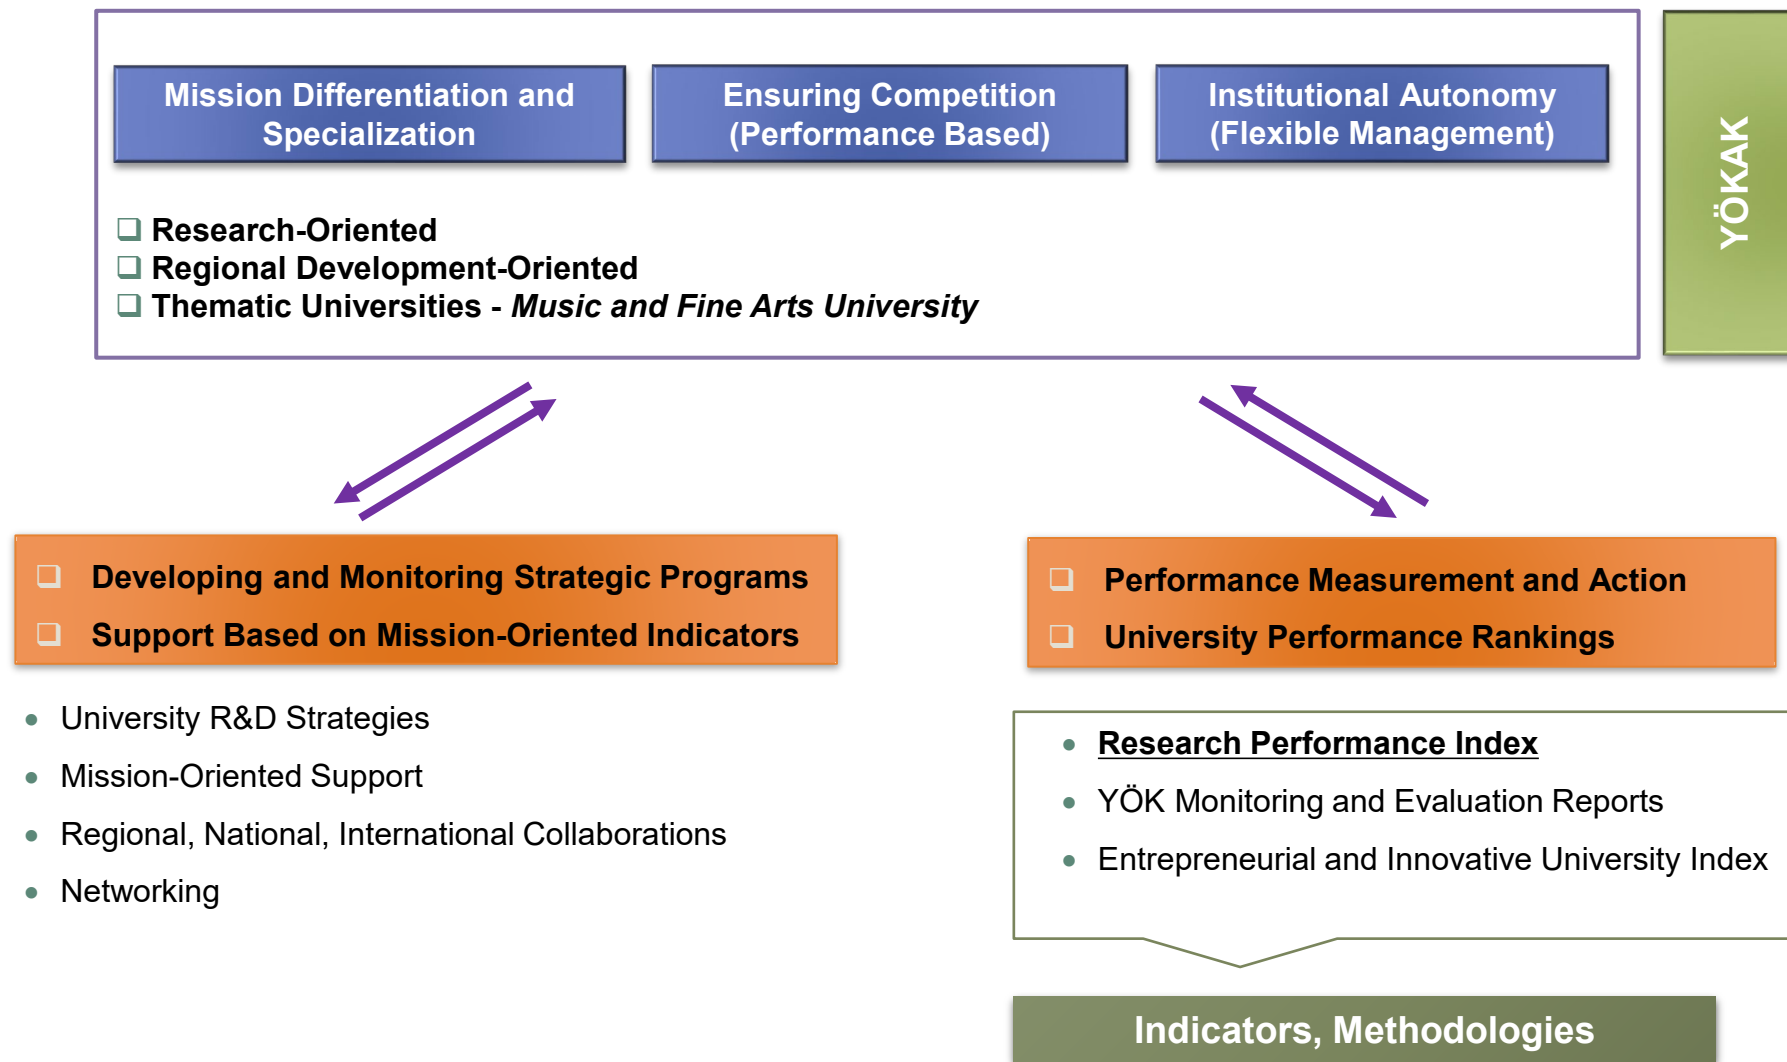 Mission Differentiation and
Specialization
Ensuring Competition
(Performance Based)
Institutional Autonomy
(Flexible Management)
YÖKAK
Research-Oriented
Regional Development-Oriented
Thematic Universities - Music and Fine Arts University
Developing and Monitoring Strategic Programs
Support Based on Mission-Oriented Indicators
University R&D Strategies
Mission-Oriented Support
Regional, National, International Collaborations
Networking
Performance Measurement and Action
University Performance Rankings
Research Performance Index
YÖK Monitoring and Evaluation Reports
Entrepreneurial and Innovative University Index
Indicators, Methodologies